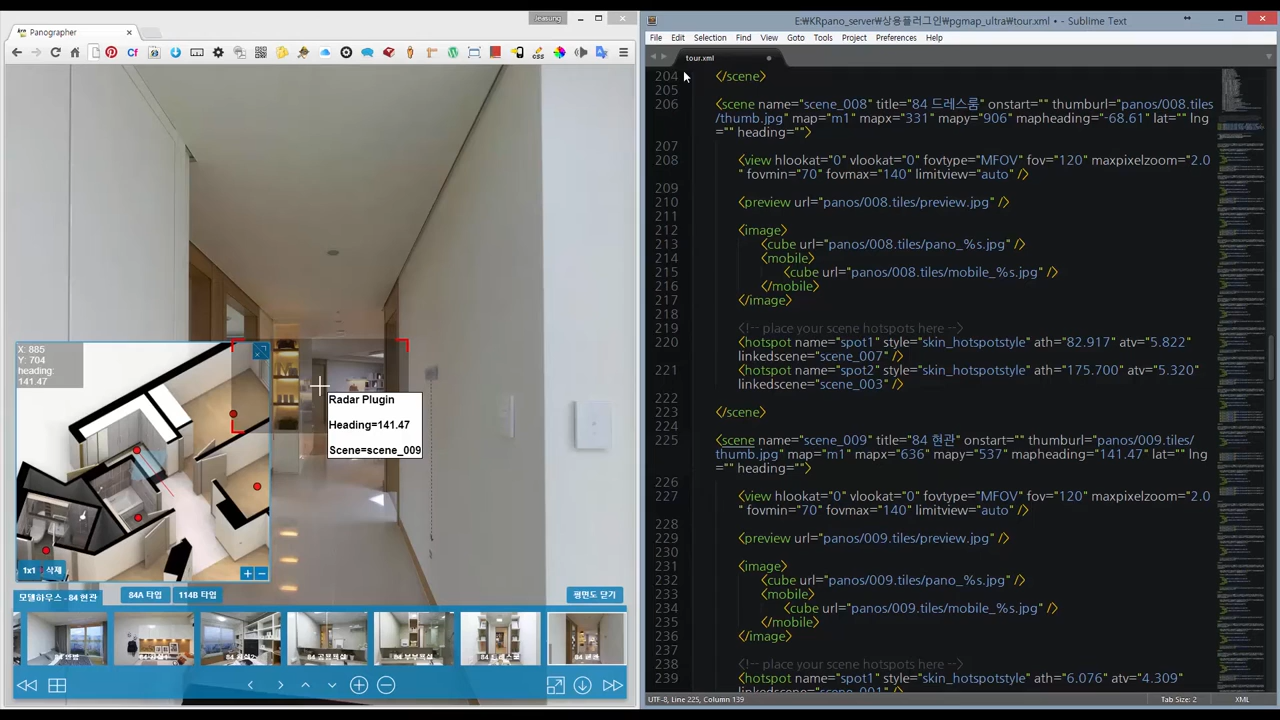 Jeasung
Panographer
X: 885
Y: 704
heading:
141.47
Radar Plugin
Heading=141.47
Scene=scene_009
1x1
삭제
모델하우스 - 84 현관
84A 타입
114B 타입
평면도 닫기
E:₩KRpano_server₩상용플러그인₩pgmap_ultra₩tour.xml • - Sublime Text
File Edit Selection Find View Goto Tools Project Preferences Help
tour.xml
204 </scene>
205
206 <scene name="scene_008" title="84 드레스룸" onstart="" thumburl="panos/008.tiles
/thumb.jpg" map="m1" mapx="331" mapy="906" mapheading="-68.61" lat="" lng
="" heading="">
207
208 <view hlookat="0" vlookat="0" fovtype="MFOV" fov="120" maxpixelzoom="2.0
" fovmin="70" fovmax="140" limitview="auto" />
209
210 <preview url="panos/008.tiles/preview.jpg" />
211
212 <image>
213 <cube url="panos/008.tiles/pano_%s.jpg" />
214 <mobile>
215 <cube url="panos/008.tiles/mobile_%s.jpg" />
216 </mobile>
217 </image>
218
219 <!-- place your scene hotspots here -->
220 <hotspot name="spot1" style="skin_hotspotstyle" ath="82.917" atv="3.822"
221 <hotspot name="spot2" style="skin_hotspotstyle" ath="175.700" atv="5.320"
linkedscene="scene_003"
222
223 </scene>
224
225 <scene name="scene_009" title="84 현관" onstart="" thumburl="panos/009.tiles/
thumb.jpg" map="m1" mapx="636" mapy="737" mapheading="141.47" lat="" lng
="" heading="">
226
227 <view hlookat="0" vlookat="0" fovtype="MFOV" fov="120" maxpixelzoom="2.0
" fovmin="70" fovmax="140" limitview="auto" />
228
229 <preview url="panos/009.tiles/preview.jpg" />
230
231 <image>
232 <cube url="panos/009.tiles/pano_%s.jpg" />
233 <mobile>
234 <cube url="panos/009.tiles/mobile_%s.jpg" />
235 </mobile>
236 </image>
237
238 <!-- place your scene hotspots here -->
239 <hotspot name="spot1" style="skin_hotspotstyle" ath="6.075" atv="4.309"
UTF-8, Line 225, Column 139
Tab Size: 2
XML